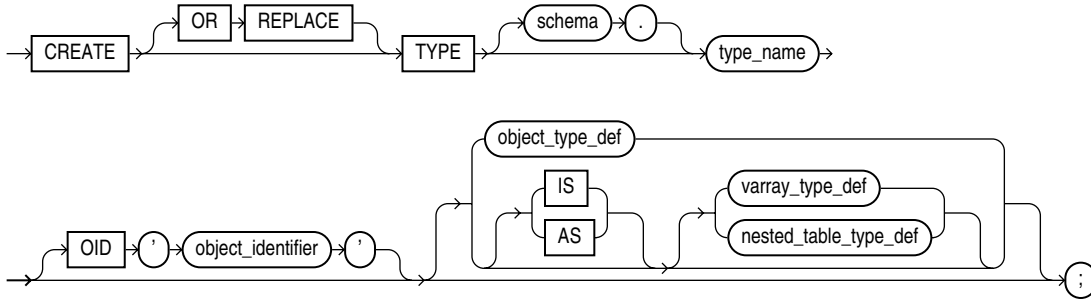 CREATE OR REPLACE TYPE schema . type_name
OID ' object_identifier ' object_type_def IS AS varray_type_def nested_table_type_def ;